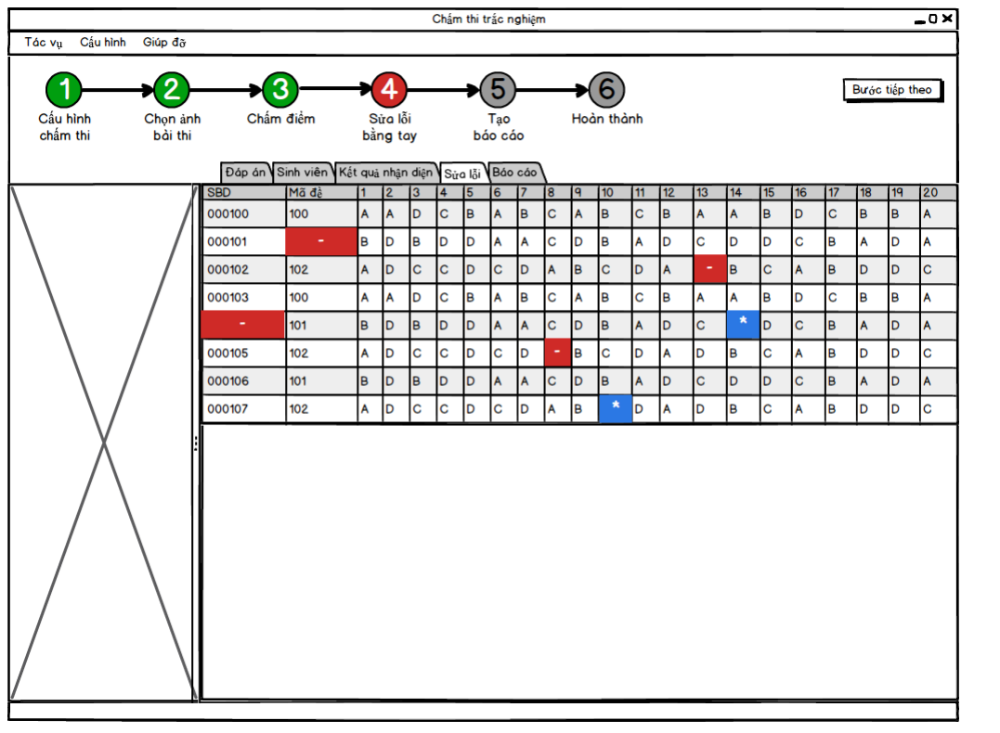 Chấm thi trắc nghiệm
Tác vụ Cấu hình Giúp đỡ
1 2 3 4 5 6
Bước tiếp theo
Cấu hình chấm thi
Chọn ảnh bài thi
Chấm điểm
Sửa lỗi bằng tay
Tạo báo cáo
Hoàn thành
Đáp án Sinh viên Kết quả nhận diện Sửa lỗi Báo cáo
SBD Mã đề 1 2 3 4 5 6 7 8 9 10 11 12 13 14 15 16 17 18 19 20
000100 100 A A D C B A B C A B C B A A B D C B B A
000101 - B D B D D A A C D B A D C D D C B A D A
000102 102 A D C C D C D A B C D A - B C A B D D C
000103 100 A A D C B A B C A B C B A A B D C B B A
- 101 B D B D D A A C D B A D C * D C B A D A
000105 102 A D C C D C D - B C D A D B C A B D D C
000106 101 B D B D D A A C D B A D C D D C B A D A
000107 102 A D C C D C D A B * D A D B C A B D D C